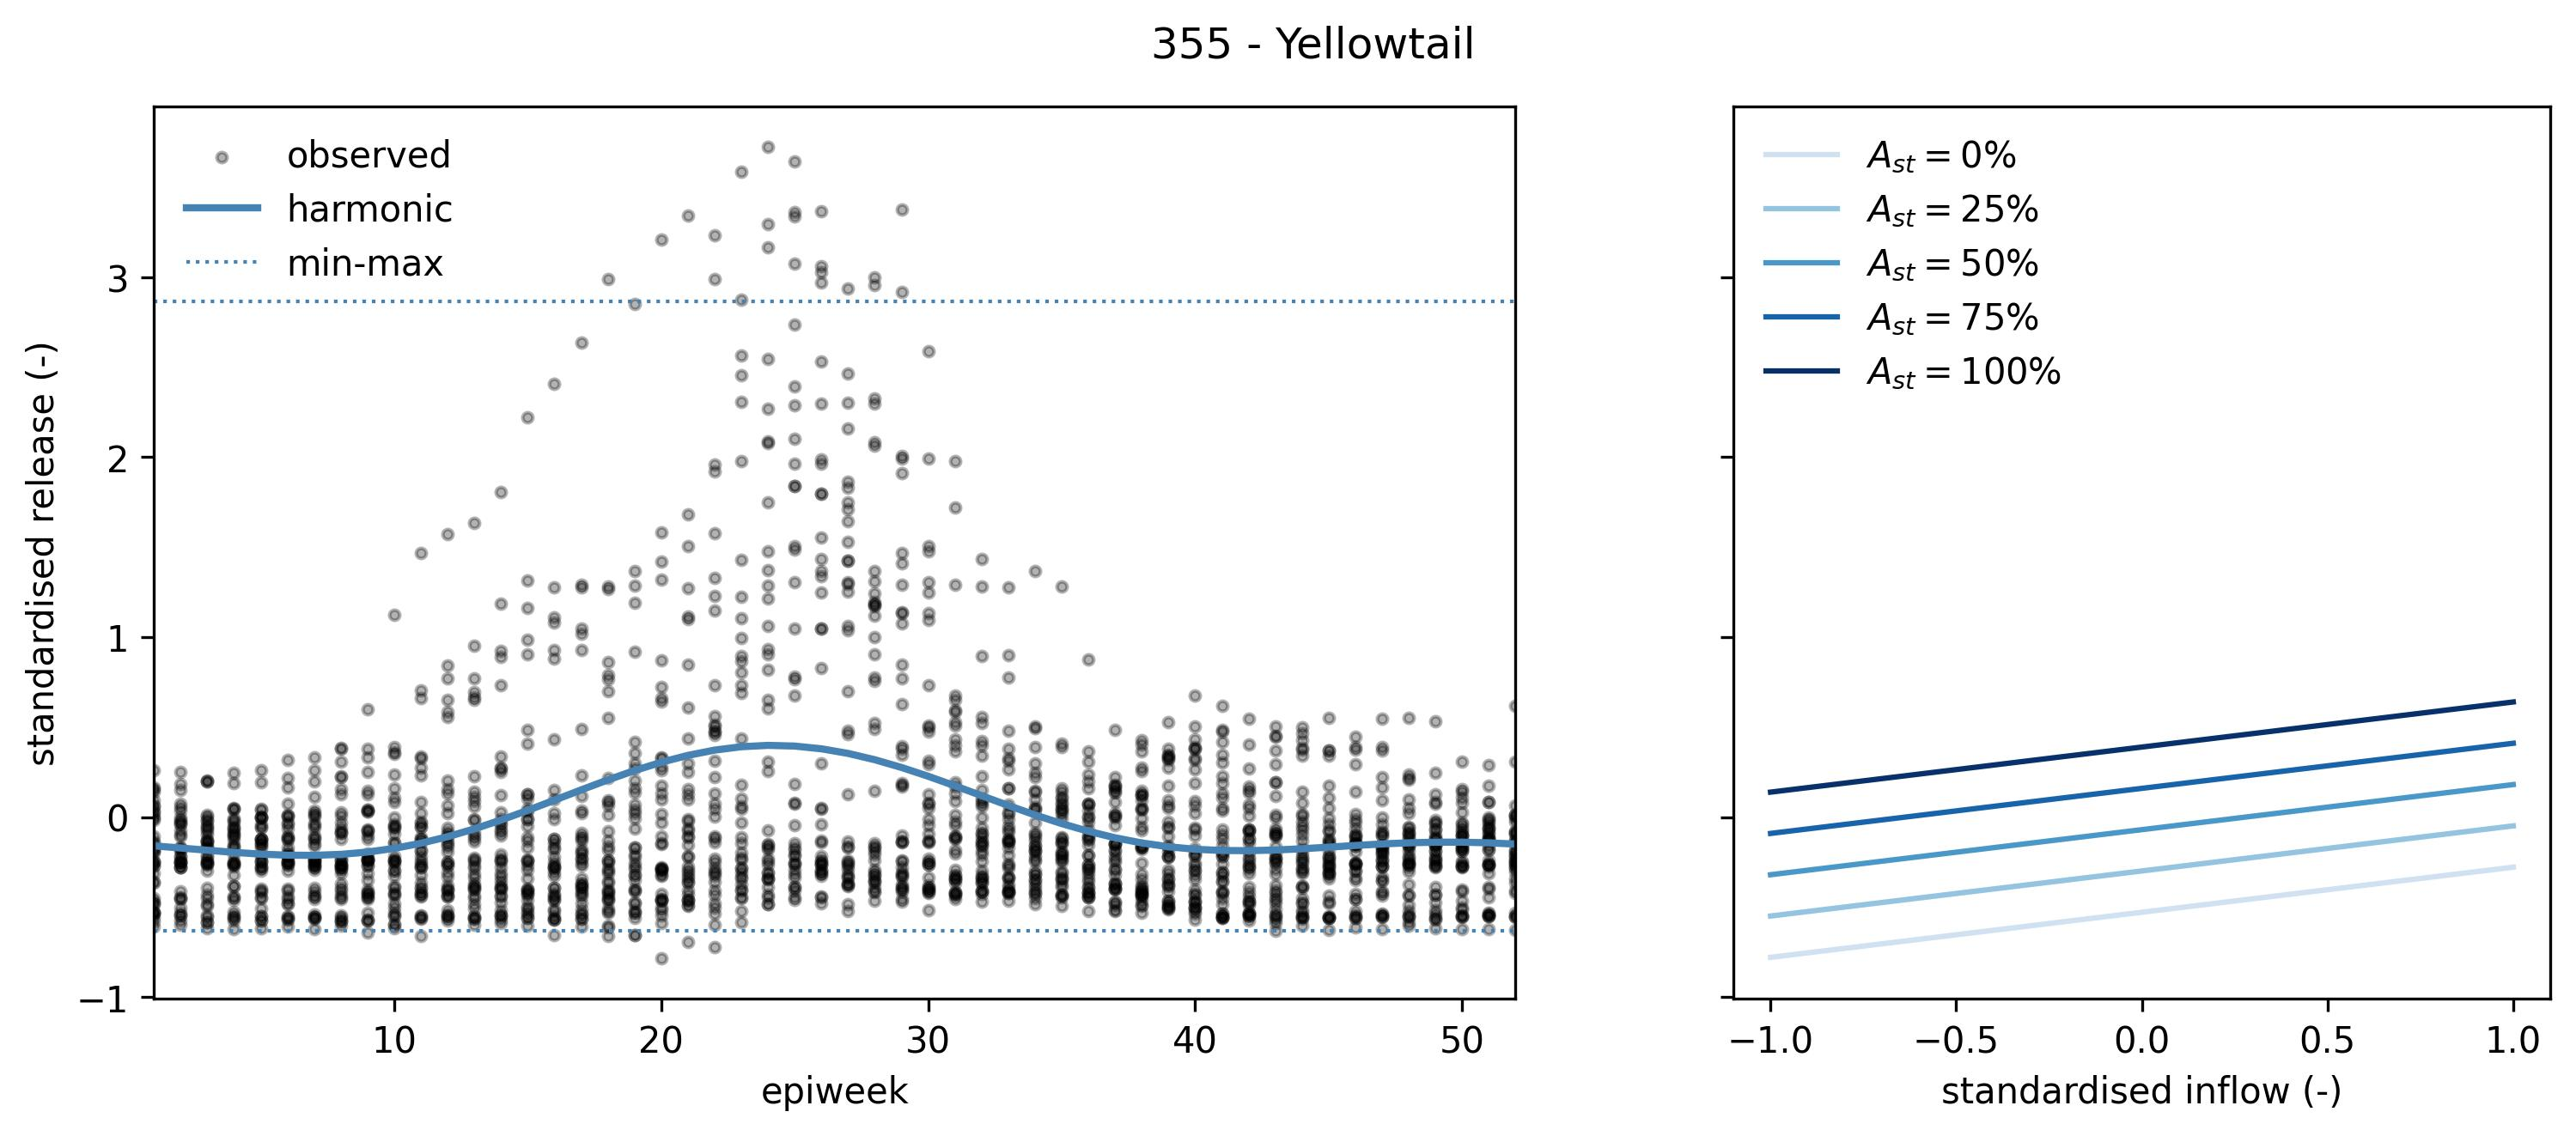 355 - Yellowtail
observed
harmonic
min-max
standardised release (-)
3
2
1
0
−1
10 20 30 40 50
epiweek
A_st = 0%
A_st = 25%
A_st = 50%
A_st = 75%
A_st = 100%
−1.0 −0.5 0.0 0.5 1.0
standardised inflow (-)